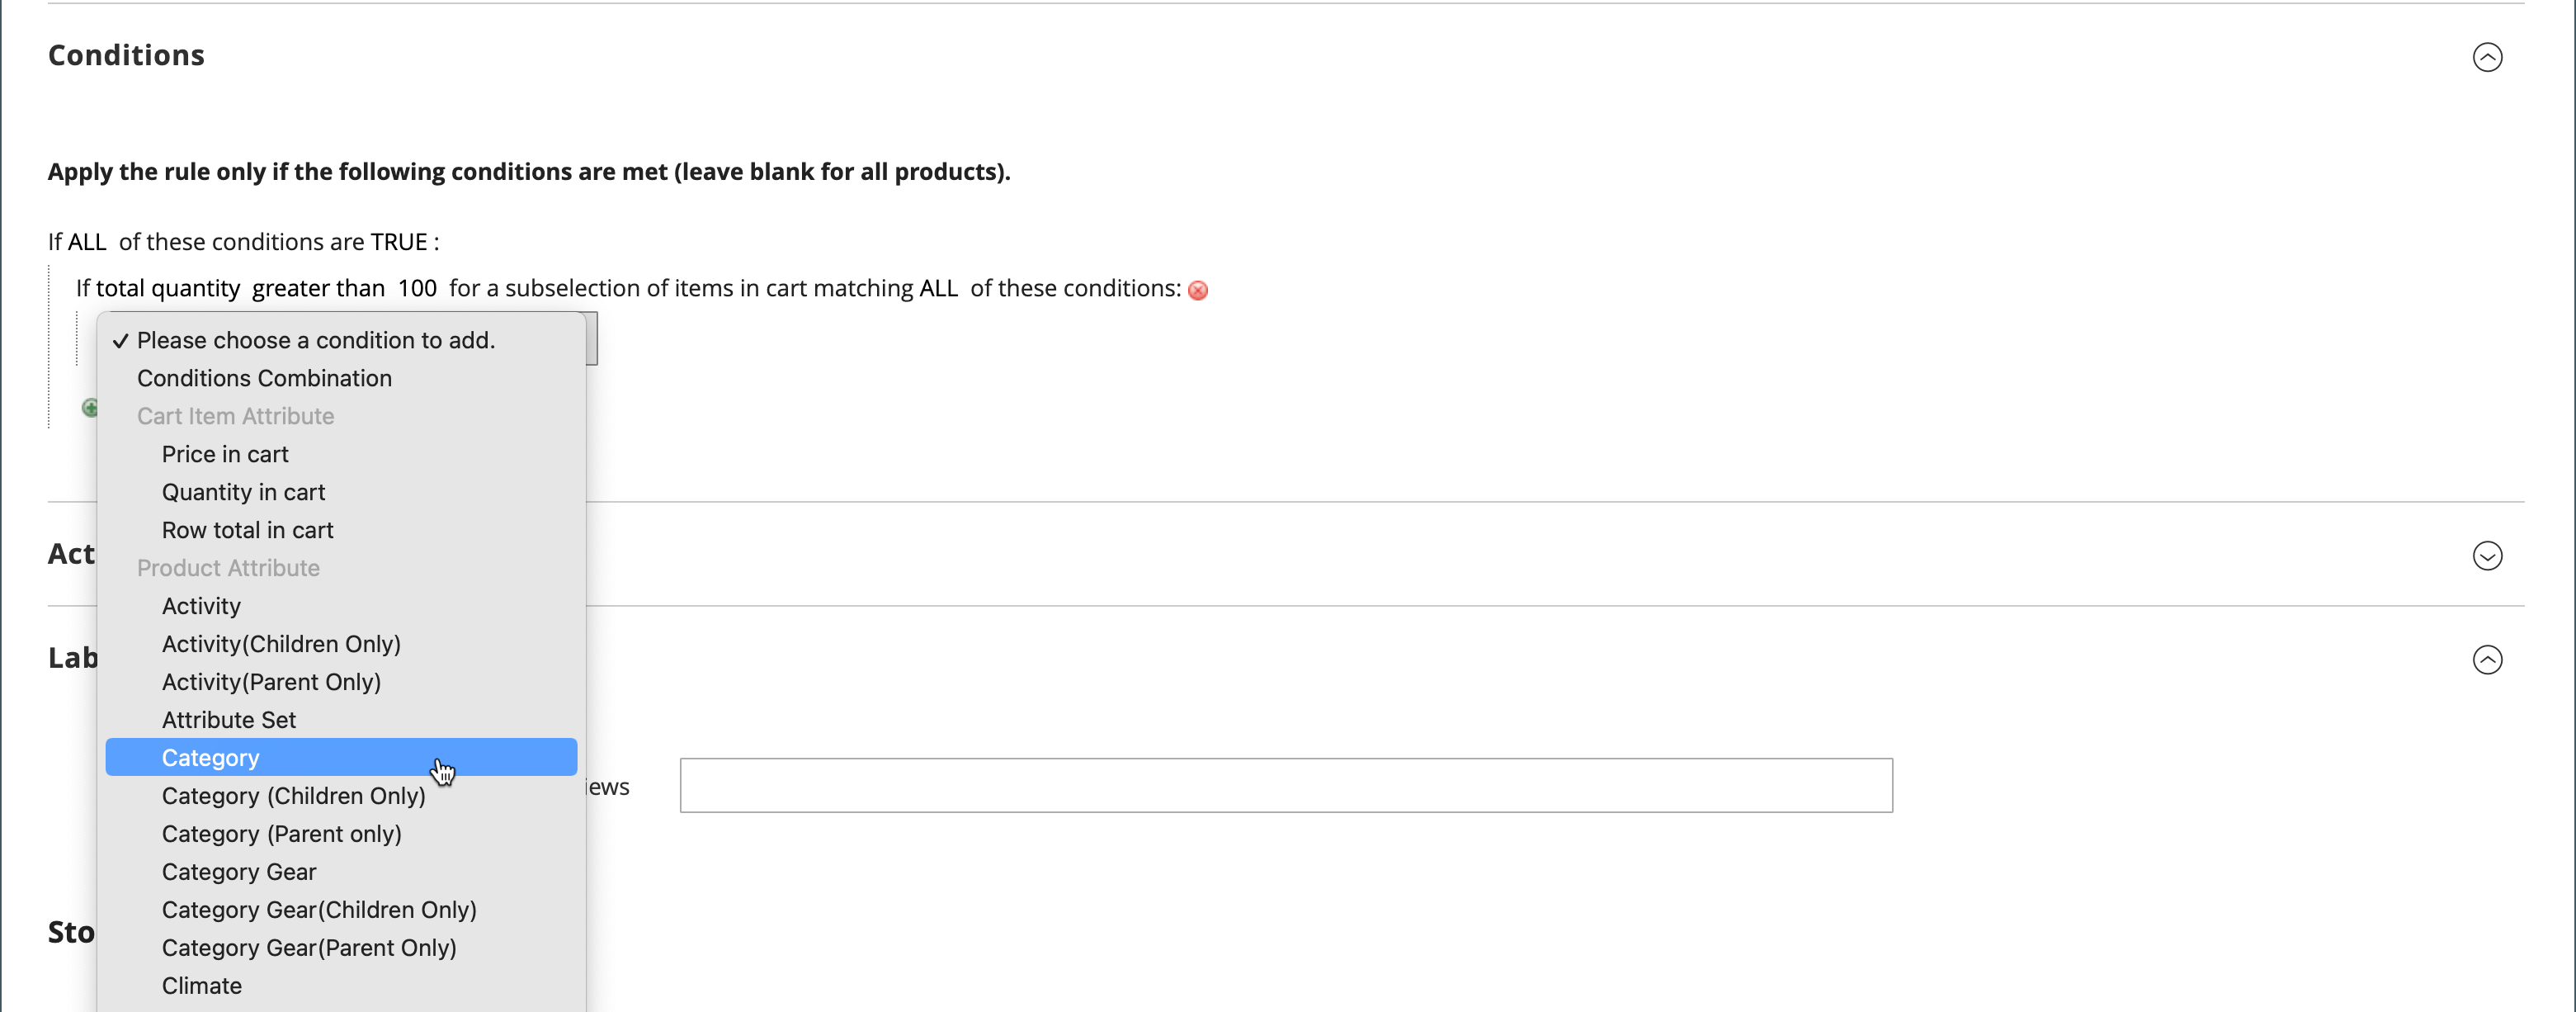 Conditions
Apply the rule only if the following conditions are met (leave blank for all products).
If ALL of these conditions are TRUE :
If total quantity greater than 100 for a subselection of items in cart matching ALL of these conditions:
✓ Please choose a condition to add.
Conditions Combination
Cart Item Attribute
Price in cart
Quantity in cart
Row total in cart
Act
Product Attribute
Activity
Activity(Children Only)
Lab
Activity(Parent Only)
Attribute Set
Category
iews
Category (Children Only)
Category (Parent only)
Category Gear
Category Gear(Children Only)
Sto
Category Gear(Parent Only)
Climate